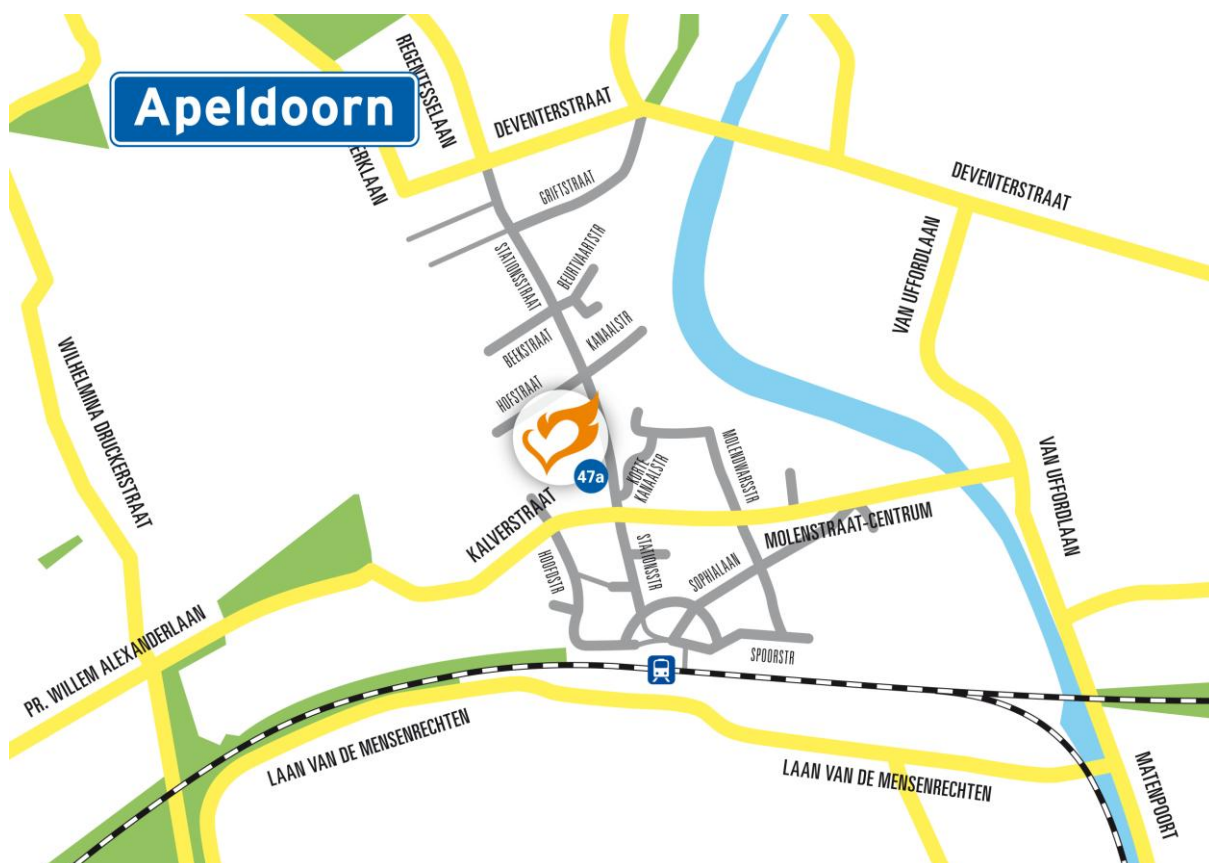 Apeldoorn
REGENTESSELAAN
ERKLAAN
DEVENTERSTRAAT
DEVENTERSTRAAT
GRIFTSTRAAT
STATIONSSTRAAT
BEURTVAARTSTR
BEEKSTRAAT
KANAALSTR
HOFSTRAAT
VAN UFFORDLAAN
WILHELMINA DRUCKERSTRAAT
47a
KORTE
KANAALSTR
MOLENDWARSSTR
VAN UFFORDLAAN
KALVERSTRAAT
MOLENSTRAAT-CENTRUM
HOOFDSTR
STATIONSSTR
SOPHIALAAN
PR. WILLEM ALEXANDERLAAN
SPOORSTR
LAAN VAN DE MENSENRECHTEN
LAAN VAN DE MENSENRECHTEN
MATENPOORT